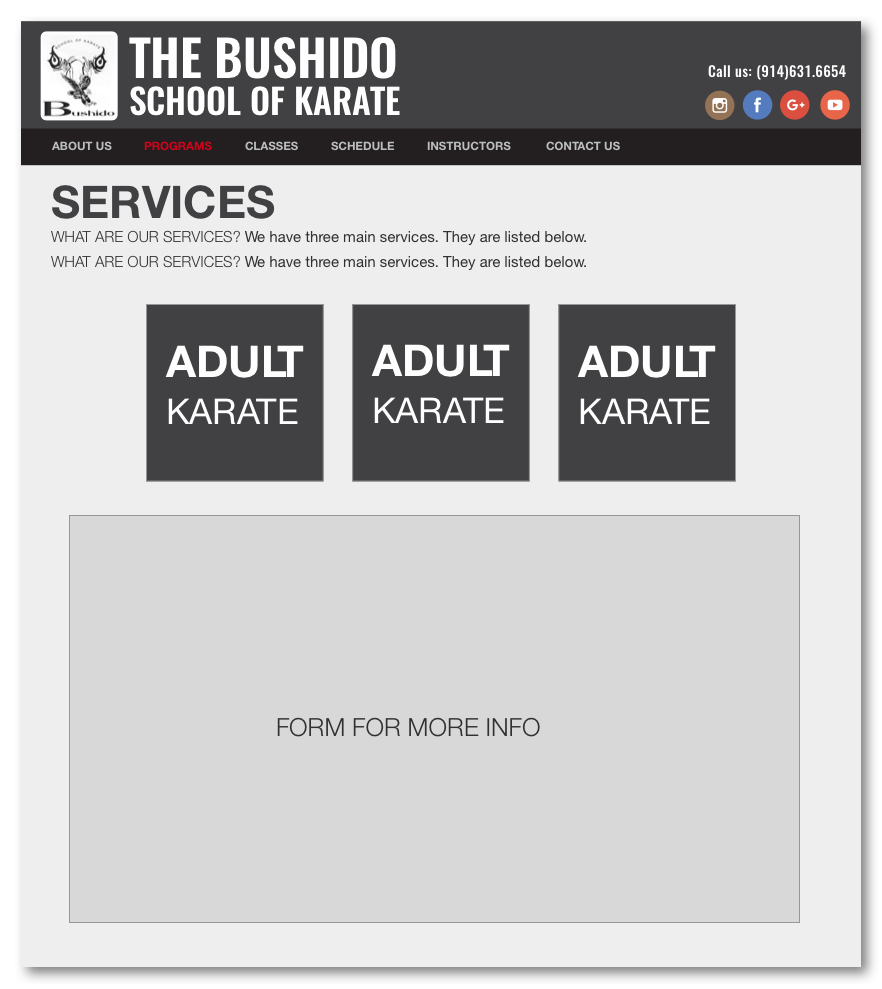 SCHOOL OF KARATE
Bushido
THE BUSHIDO
SCHOOL OF KARATE
Call us: (914)631.6654
f
G+
ABOUT US PROGRAMS CLASSES SCHEDULE INSTRUCTORS CONTACT US
SERVICES
WHAT ARE OUR SERVICES? We have three main services. They are listed below.
WHAT ARE OUR SERVICES? We have three main services. They are listed below.
ADULT
KARATE
ADULT
KARATE
ADULT
KARATE
FORM FOR MORE INFO